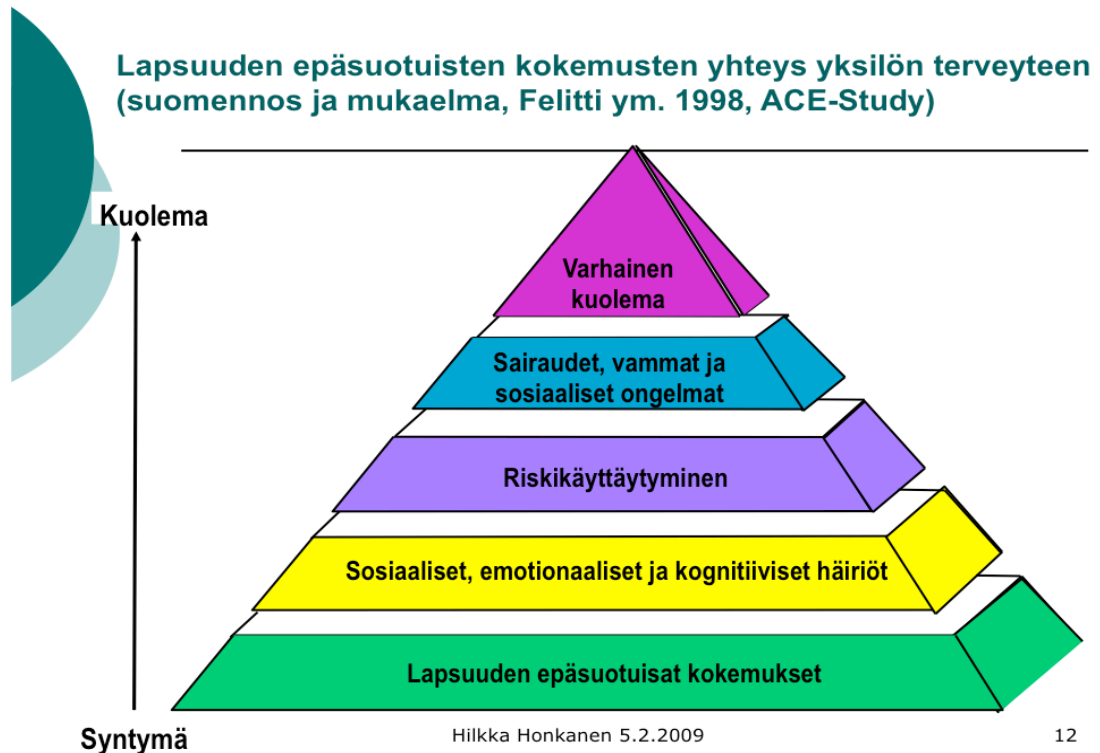 Lapsuuden epäsuotuisten kokemusten yhteys yksilön terveyteen
(suomennos ja mukaelma, Felitti ym. 1998, ACE-Study)
Kuolema
Varhainen
kuolema
Sairaudet, vammat ja
sosiaaliset ongelmat
Riskikäyttäytyminen
Sosiaaliset, emotionaaliset ja kognitiiviset häiriöt
Lapsuuden epäsuotuisat kokemukset
Syntymä
Hilkka Honkanen 5.2.2009
12